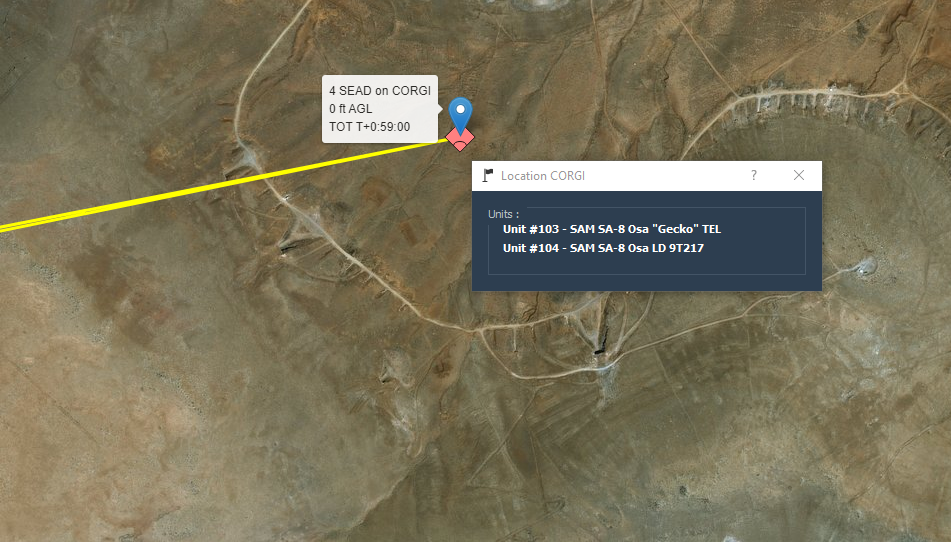 4 SEAD on CORGI
0 ft AGL
TOT T+0:59:00
Location CORGI
?
Units :
Unit #103 - SAM SA-8 Osa "Gecko" TEL
Unit #104 - SAM SA-8 Osa LD 9T217